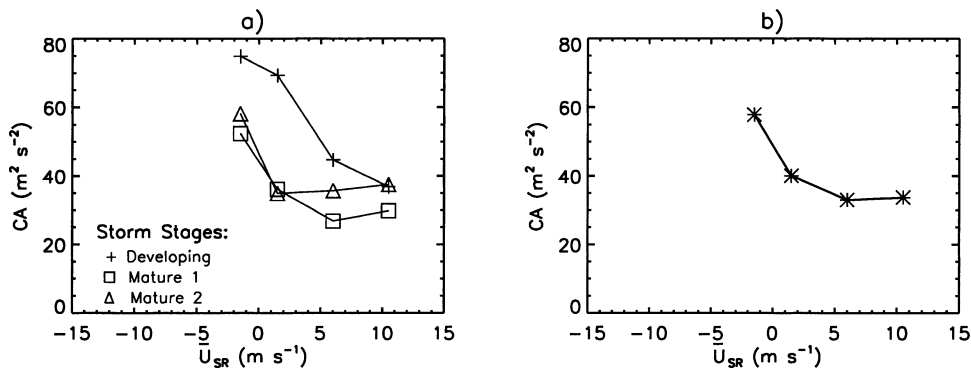 a)
80
60
40
20
0
CA (m² s⁻²)
Storm Stages:
+ Developing
□ Mature 1
△ Mature 2
−15 −10 −5 0 5 10 15
Ū_SR (m s⁻¹)
b)
80
60
40
20
0
CA (m² s⁻²)
−15 −10 −5 0 5 10 15
Ū_SR (m s⁻¹)